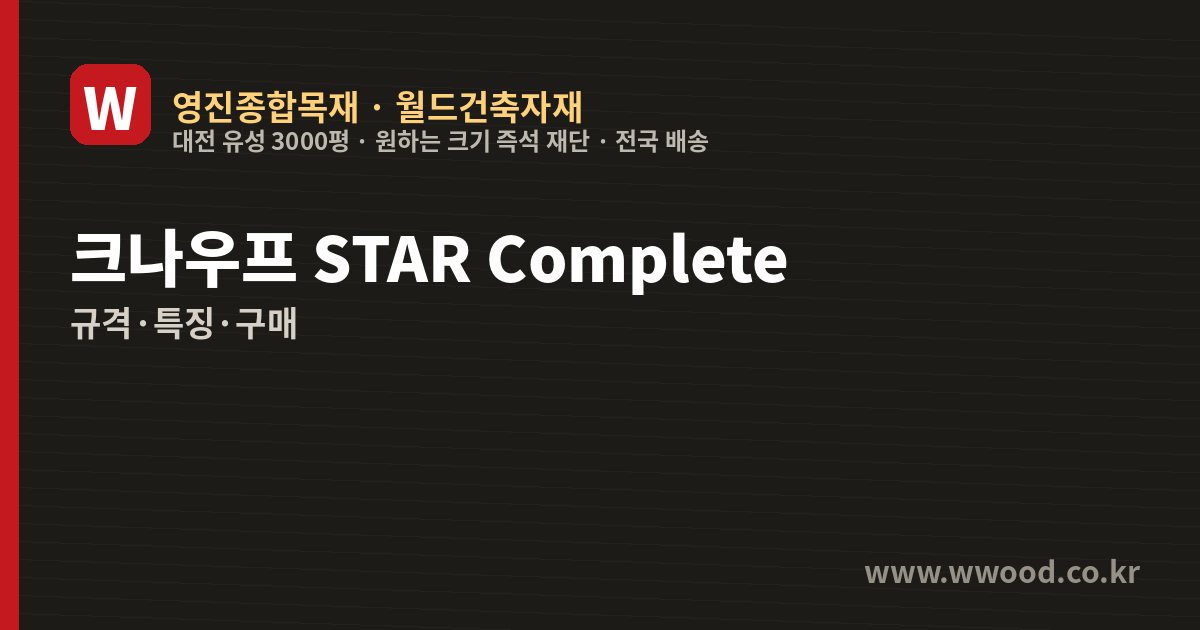 W
영진종합목재 · 월드건축자재
대전 유성 3000평 · 원하는 크기 즉석 재단 · 전국 배송
크나우프 STAR Complete
규격·특징·구매
www.wwood.co.kr